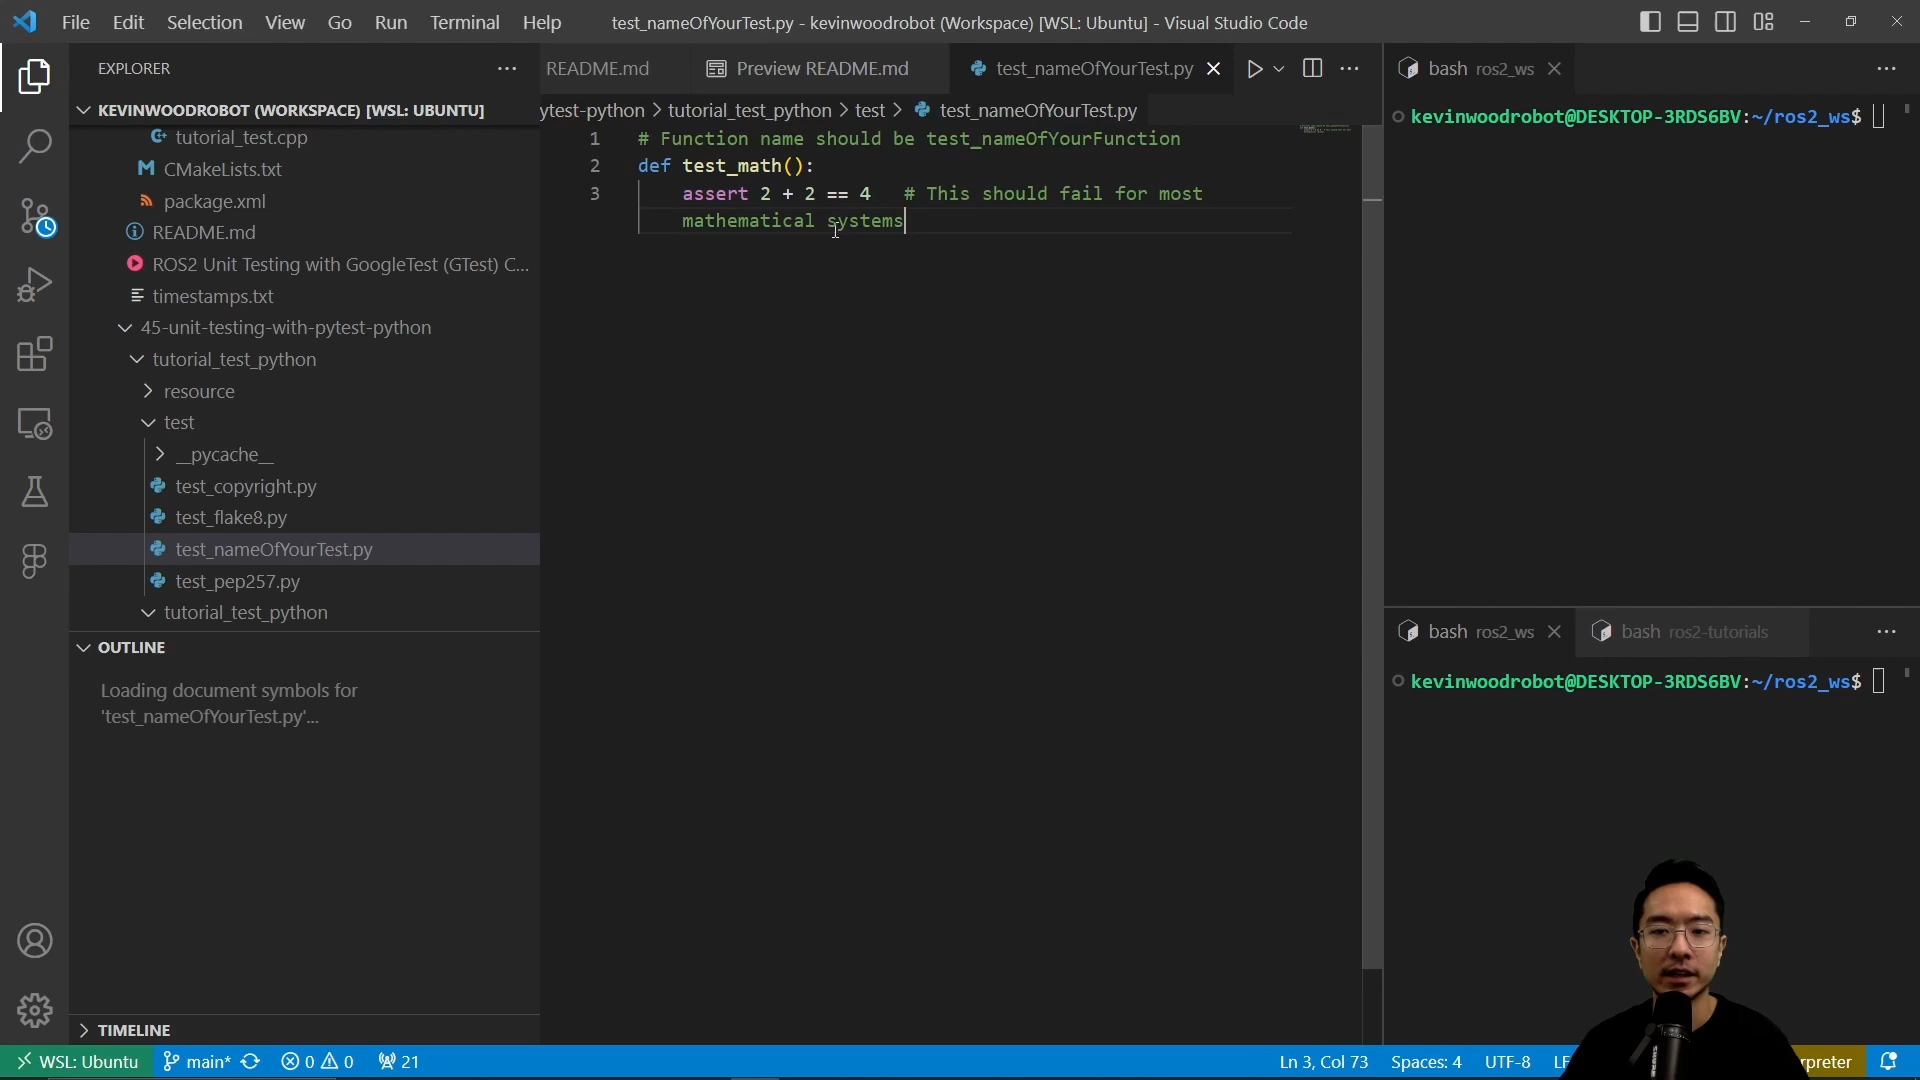 File Edit Selection View Go Run Terminal Help test_nameOfYourTest.py - kevinwoodrobot (Workspace) [WSL: Ubuntu] - Visual Studio Code
EXPLORER
KEVINWOODROBOT (WORKSPACE) [WSL: UBUNTU]
tutorial_test.cpp
CMakeLists.txt
package.xml
README.md
ROS2 Unit Testing with GoogleTest (GTest) C...
timestamps.txt
45-unit-testing-with-pytest-python
tutorial_test_python
resource
test
__pycache__
test_copyright.py
test_flake8.py
test_nameOfYourTest.py
test_pep257.py
tutorial_test_python
OUTLINE
Loading document symbols for
'test_nameOfYourTest.py'...
TIMELINE
README.md Preview README.md test_nameOfYourTest.py
ytest-python > tutorial_test_python > test > test_nameOfYourTest.py
1 # Function name should be test_nameOfYourFunction
2 def test_math():
3 assert 2 + 2 == 4 # This should fail for most
mathematical systems
bash ros2_ws
kevinwoodrobot@DESKTOP-3RDS6BV:~/ros2_ws$
bash ros2_ws bash ros2-tutorials
kevinwoodrobot@DESKTOP-3RDS6BV:~/ros2_ws$
WSL: Ubuntu main* 0 0 21 Ln 3, Col 73 Spaces: 4 UTF-8 LF rpreter